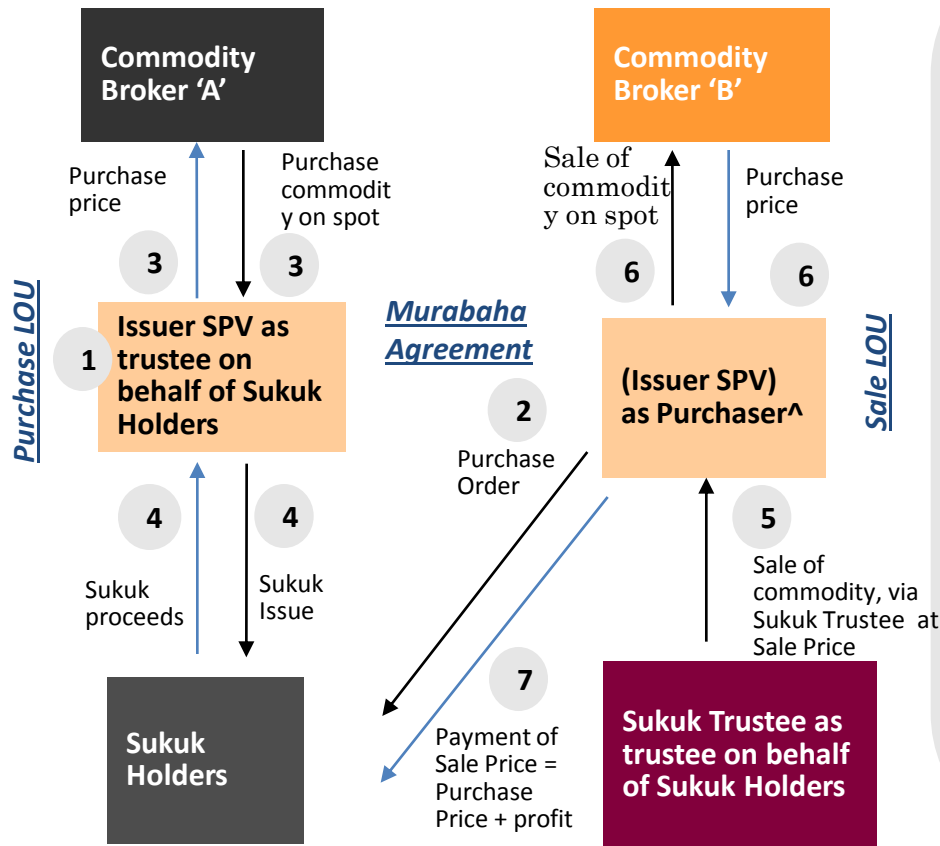 Commodity
Broker ‘A’
Commodity
Broker ‘B’
Purchase
price
Purchase
commodit
y on spot
Sale of
commodit
y on spot
Purchase
price
3
3
6
6
Purchase LOU
1
Issuer SPV as
trustee on
behalf of Sukuk
Holders
Murabaha
Agreement
(Issuer SPV)
as Purchaser^
Sale LOU
2
Purchase
Order
4
4
5
Sukuk
proceeds
Sukuk
Issue
Sale of
commodity, via
Sukuk Trustee at
Sale Price
7
Payment of
Sale Price =
Purchase
Price + profit
Sukuk
Holders
Sukuk Trustee as
trustee on behalf
of Sukuk Holders